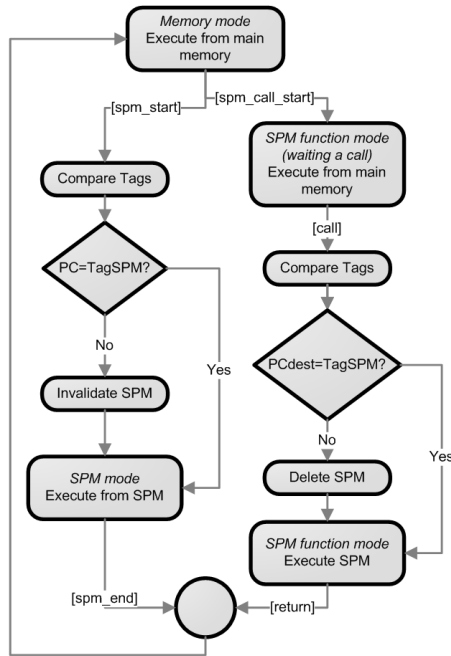 Memory mode
Execute from main
memory
[spm_start]
[spm_call_start]
Compare Tags
PC=TagSPM?
No
Yes
Invalidate SPM
SPM mode
Execute from SPM
[spm_end]
SPM function mode
(waiting a call)
Execute from main
memory
[call]
Compare Tags
PCdest=TagSPM?
No
Yes
Delete SPM
SPM function mode
Execute SPM
[return]